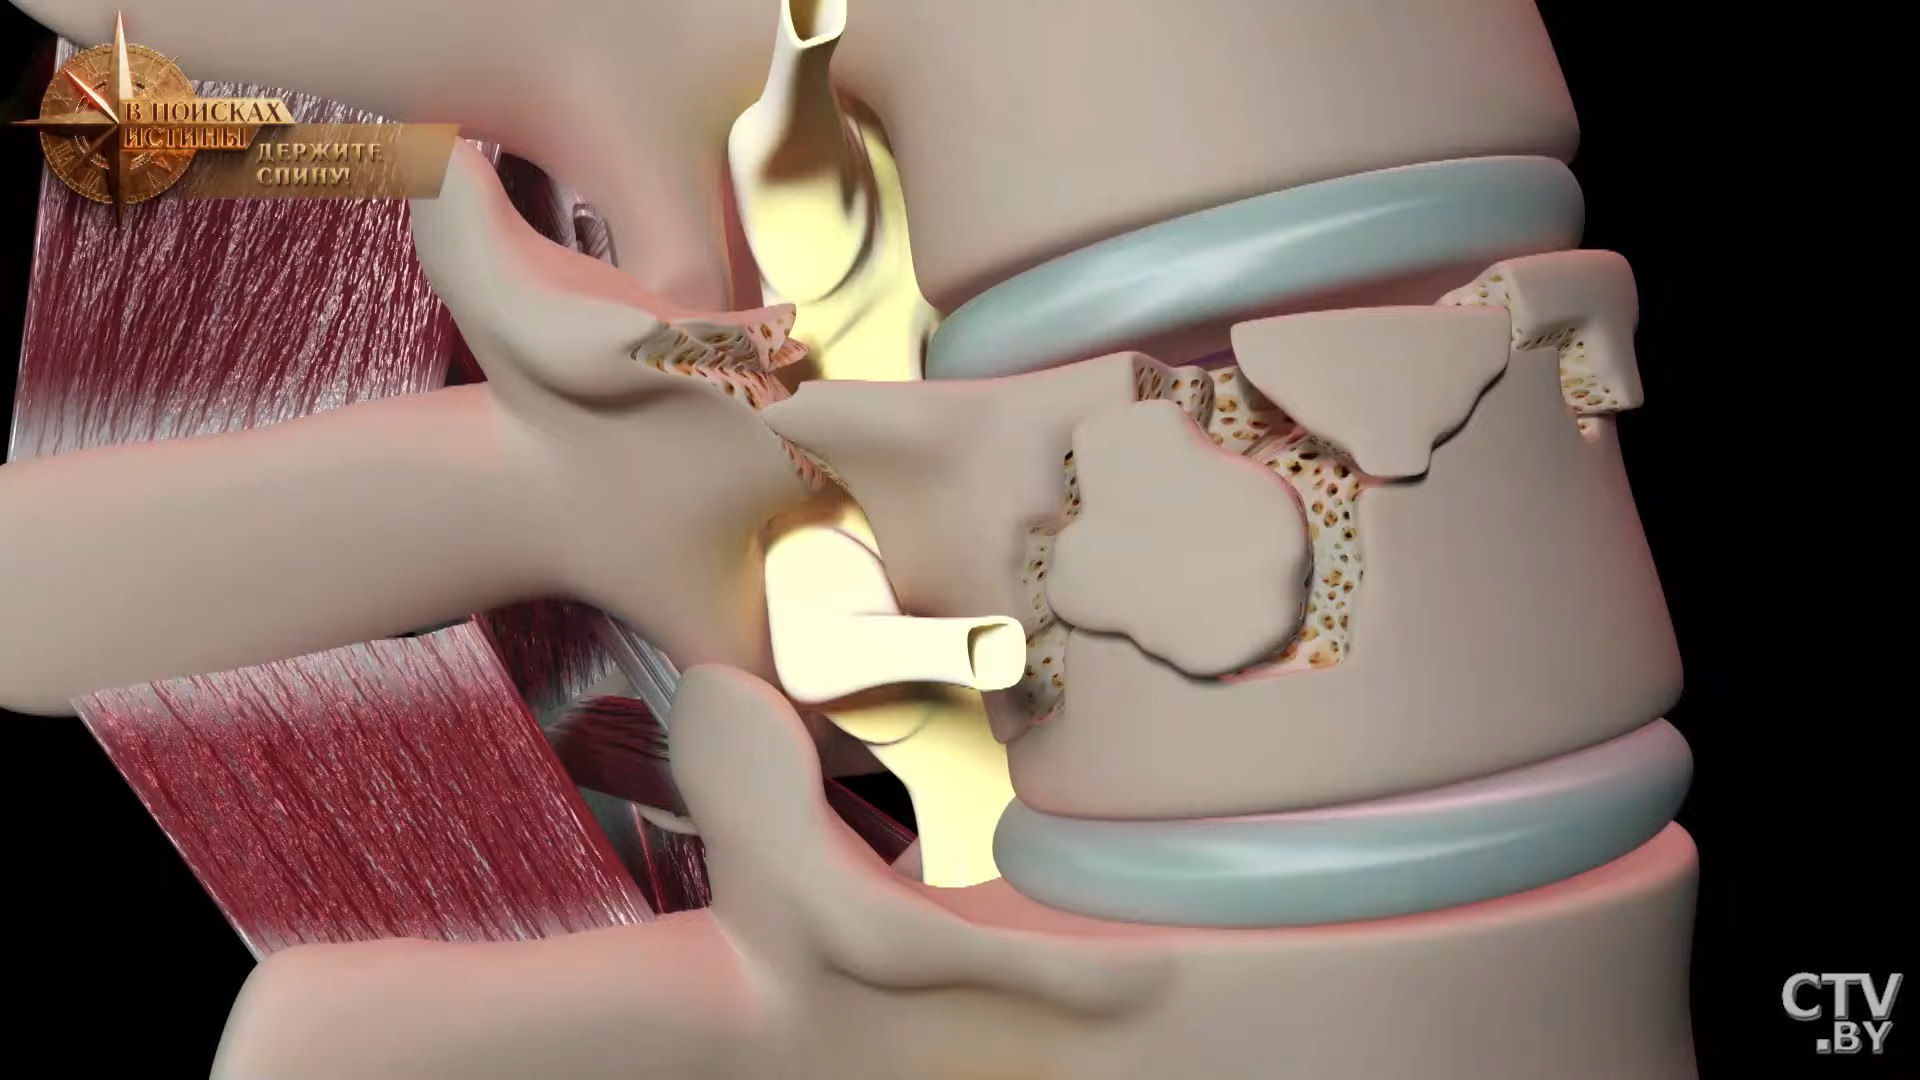 В ПОИСКАХ
ИСТИНЫ
ДЕРЖИТЕ
СПИНУ!
CTV
.BY